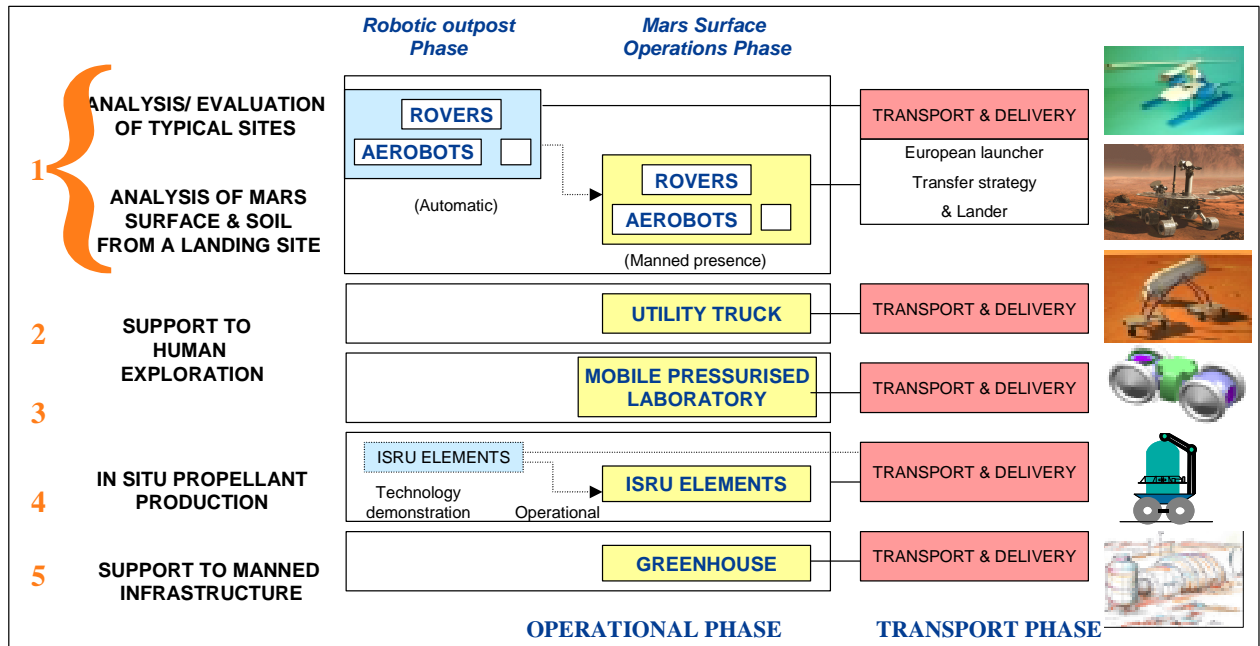 Robotic outpost
Phase
Mars Surface
Operations Phase
1
ANALYSIS/ EVALUATION
OF TYPICAL SITES
ANALYSIS OF MARS
SURFACE & SOIL
FROM A LANDING SITE
ROVERS
AEROBOTS
(Automatic)
ROVERS
AEROBOTS
(Manned presence)
TRANSPORT & DELIVERY
European launcher
Transfer strategy
& Lander
2
SUPPORT TO
HUMAN
EXPLORATION
UTILITY TRUCK
TRANSPORT & DELIVERY
3
MOBILE PRESSURISED
LABORATORY
TRANSPORT & DELIVERY
4
IN SITU PROPELLANT
PRODUCTION
ISRU ELEMENTS
Technology
demonstration
Operational
ISRU ELEMENTS
TRANSPORT & DELIVERY
5
SUPPORT TO MANNED
INFRASTRUCTURE
GREENHOUSE
TRANSPORT & DELIVERY
OPERATIONAL PHASE
TRANSPORT PHASE